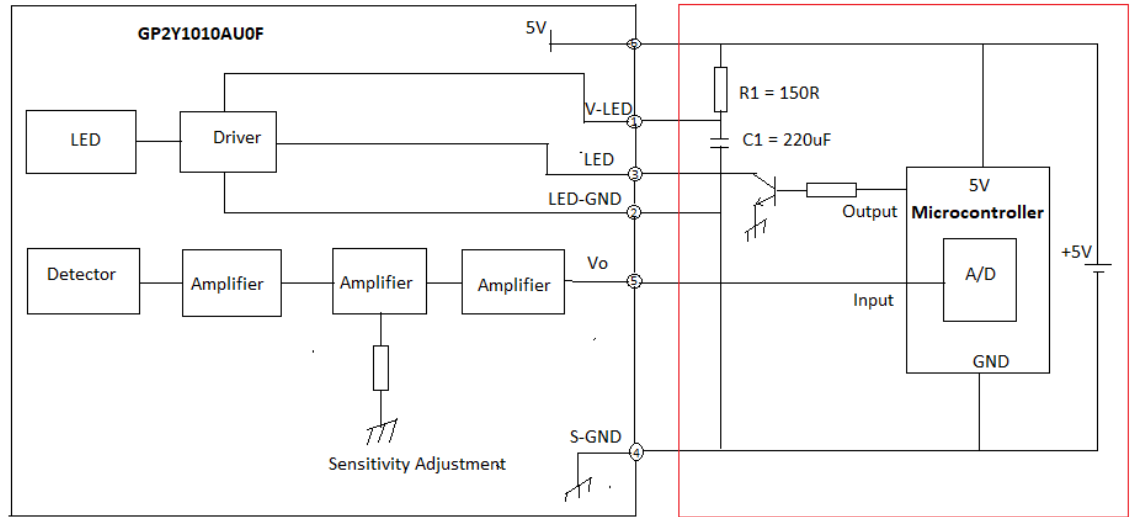 GP2Y1010AU0F
5V
6
R1 = 150R
V-LED
1
C1 = 220uF
LED
Driver
LED
3
5V
Output
Microcontroller
LED-GND
2
+5V
Detector
Amplifier
Amplifier
Amplifier
Vo
5
A/D
Input
GND
S-GND
4
Sensitivity Adjustment